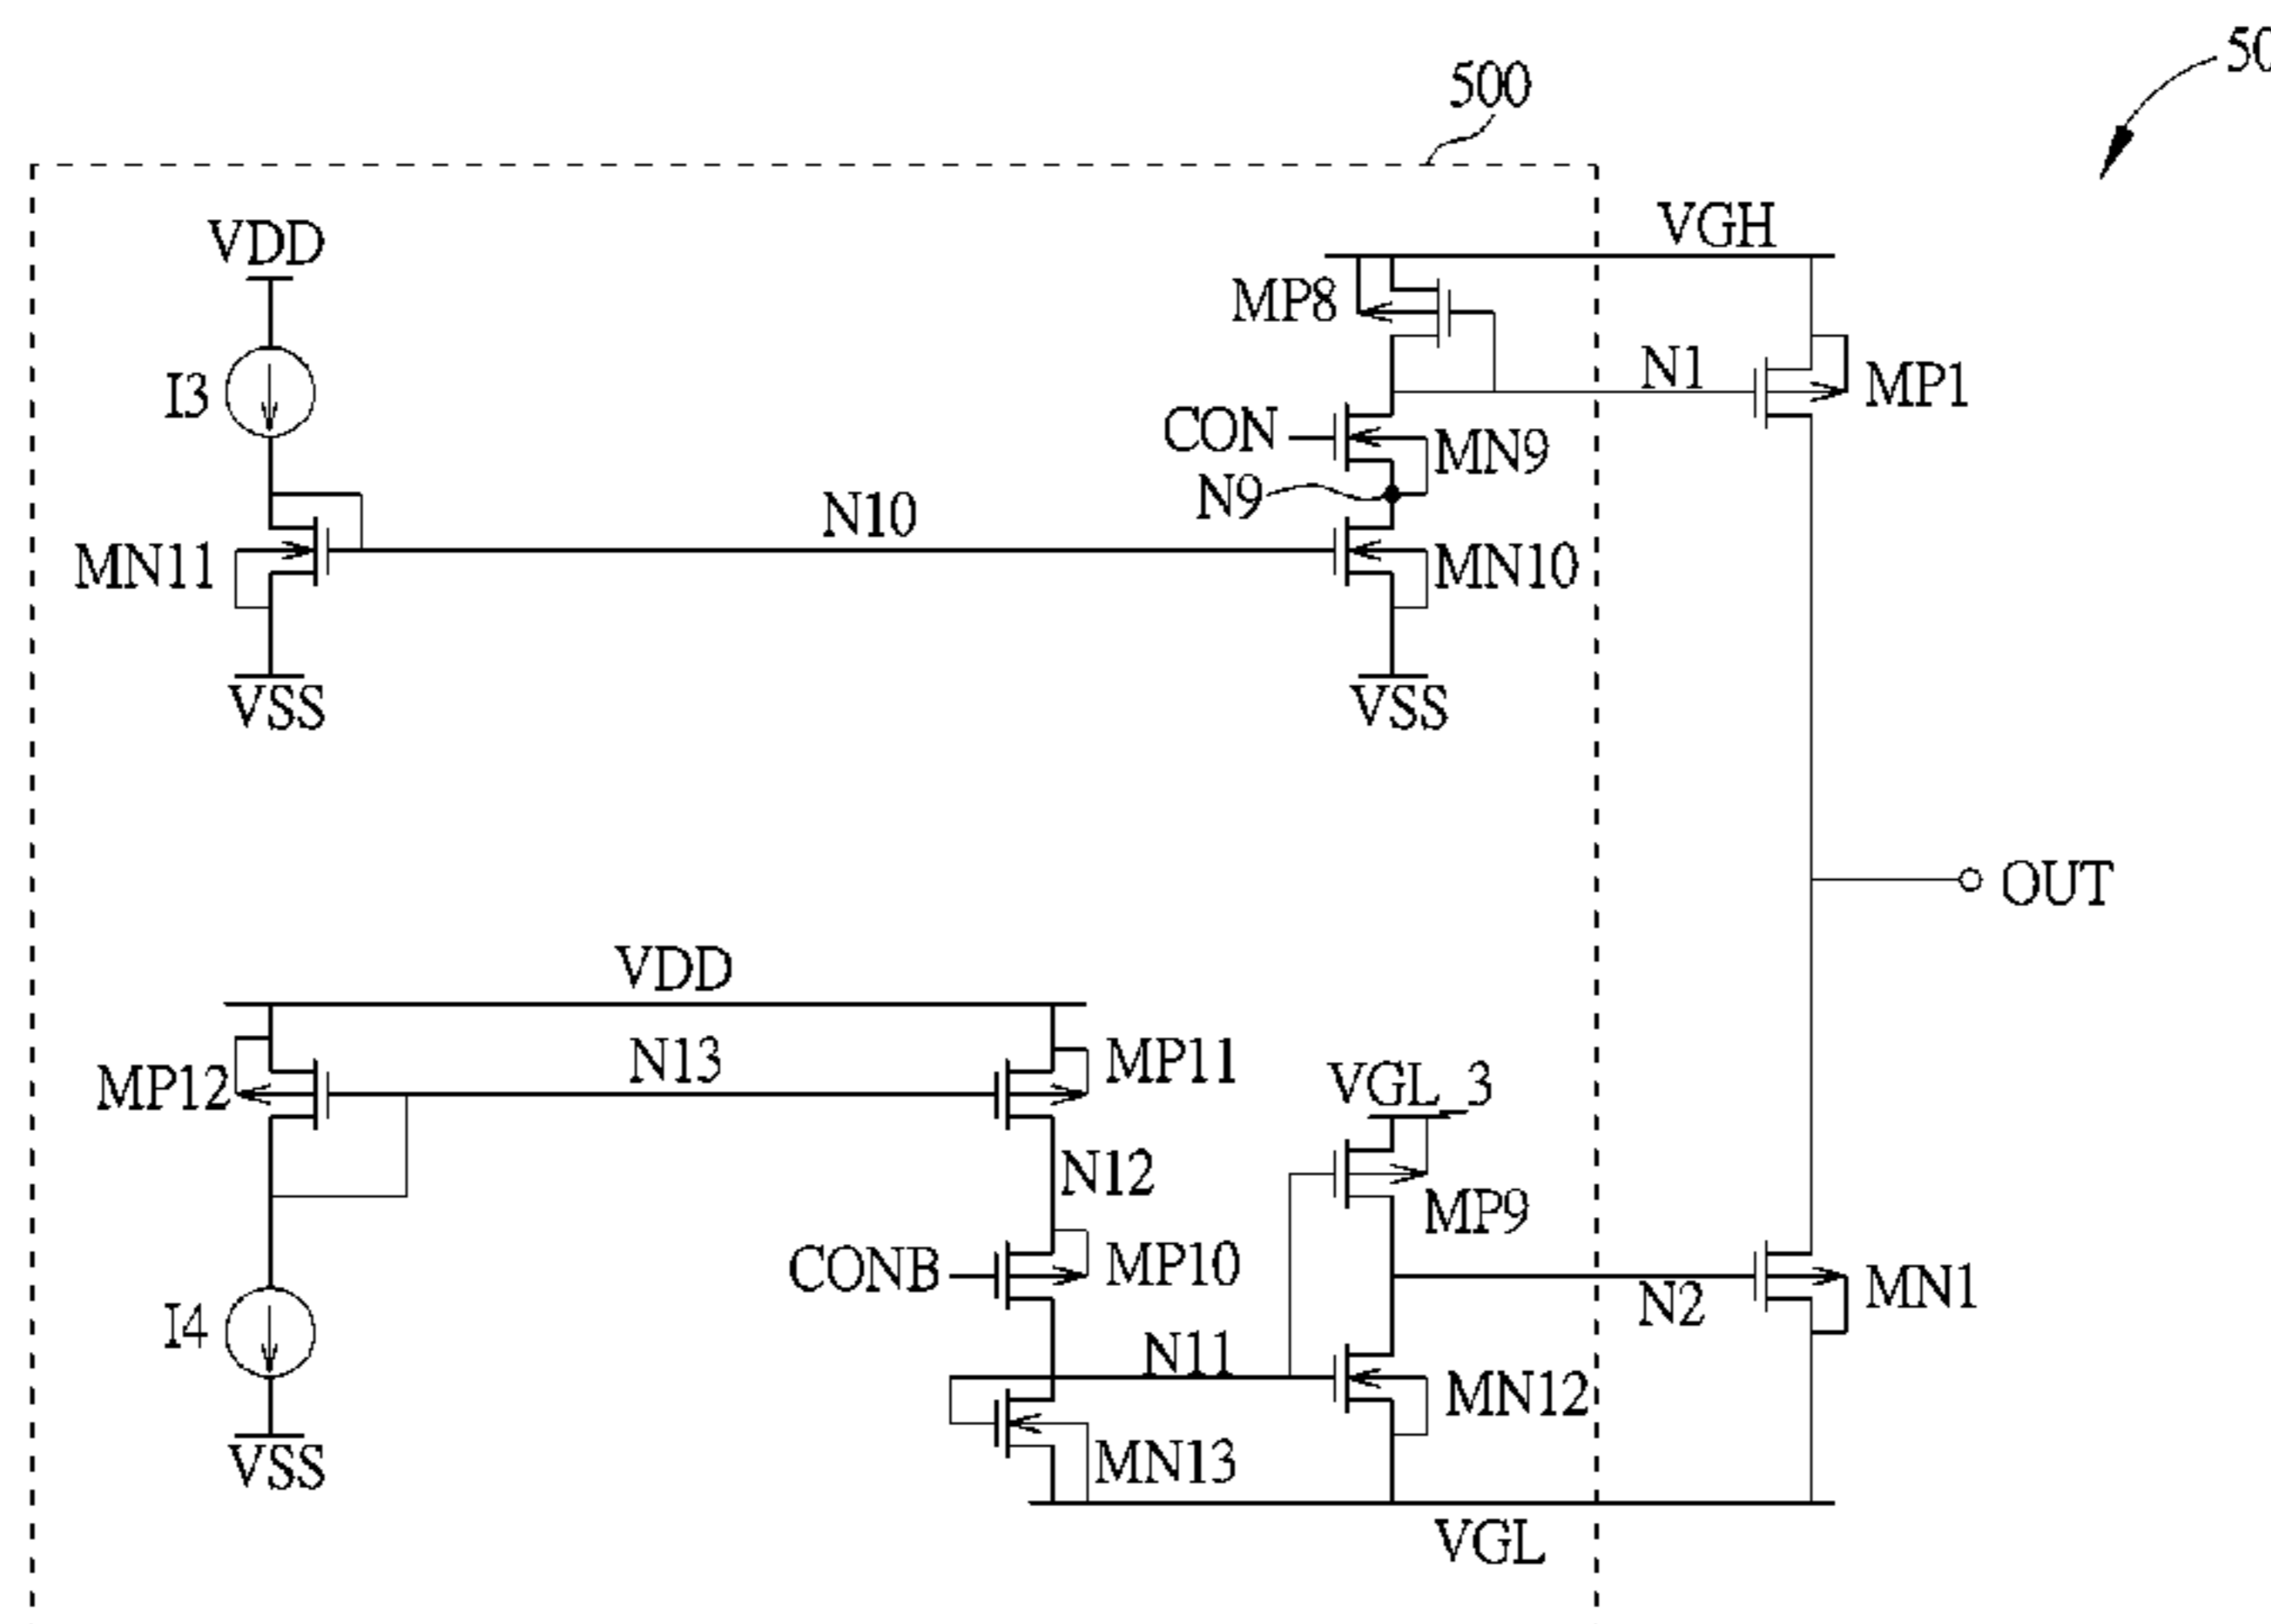 50
500
VDD
VGH
MP8
I3
N1
MP1
CON
MN9
N9
N10
MN11
MN10
VSS
VSS
OUT
VDD
MP12
N13
MP11
VGL_3
N12
MP9
CONB
MP10
I4
N2
MN1
N11
MN12
MN13
VSS
VGL